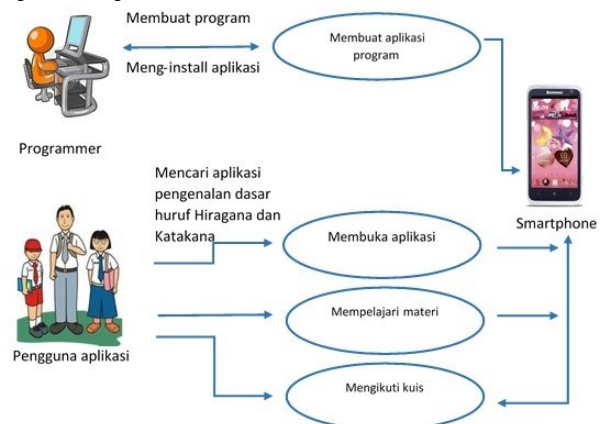 Membuat program
Meng-install aplikasi
Membuat aplikasi
program
Programmer
Smartphone
Mencari aplikasi
pengenalan dasar
huruf Hiragana dan
Katakana
Membuka aplikasi
Mempelajari materi
Pengguna aplikasi
Mengikuti kuis